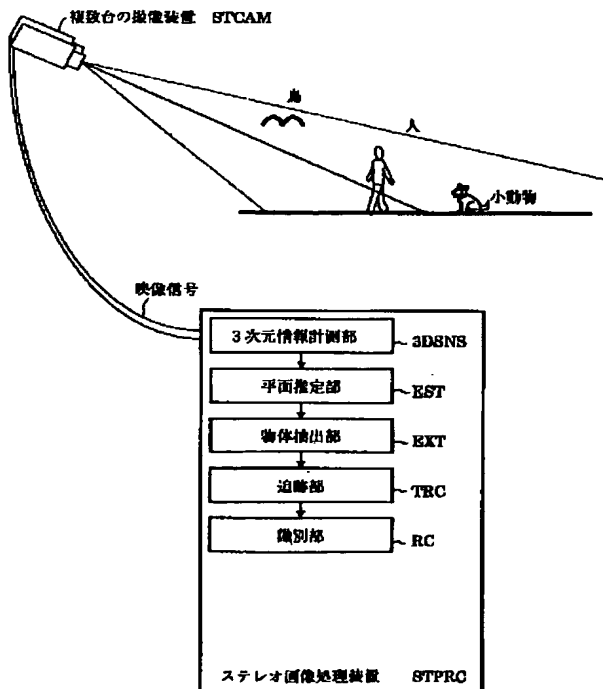 複数台の撮像装置 STCAM
鳥
人
小動物
映像信号
3次元情報計測部 3DSNS
平面推定部 EST
物体抽出部 EXT
追跡部 TRC
識別部 RC
ステレオ画像処理装置 STPRC